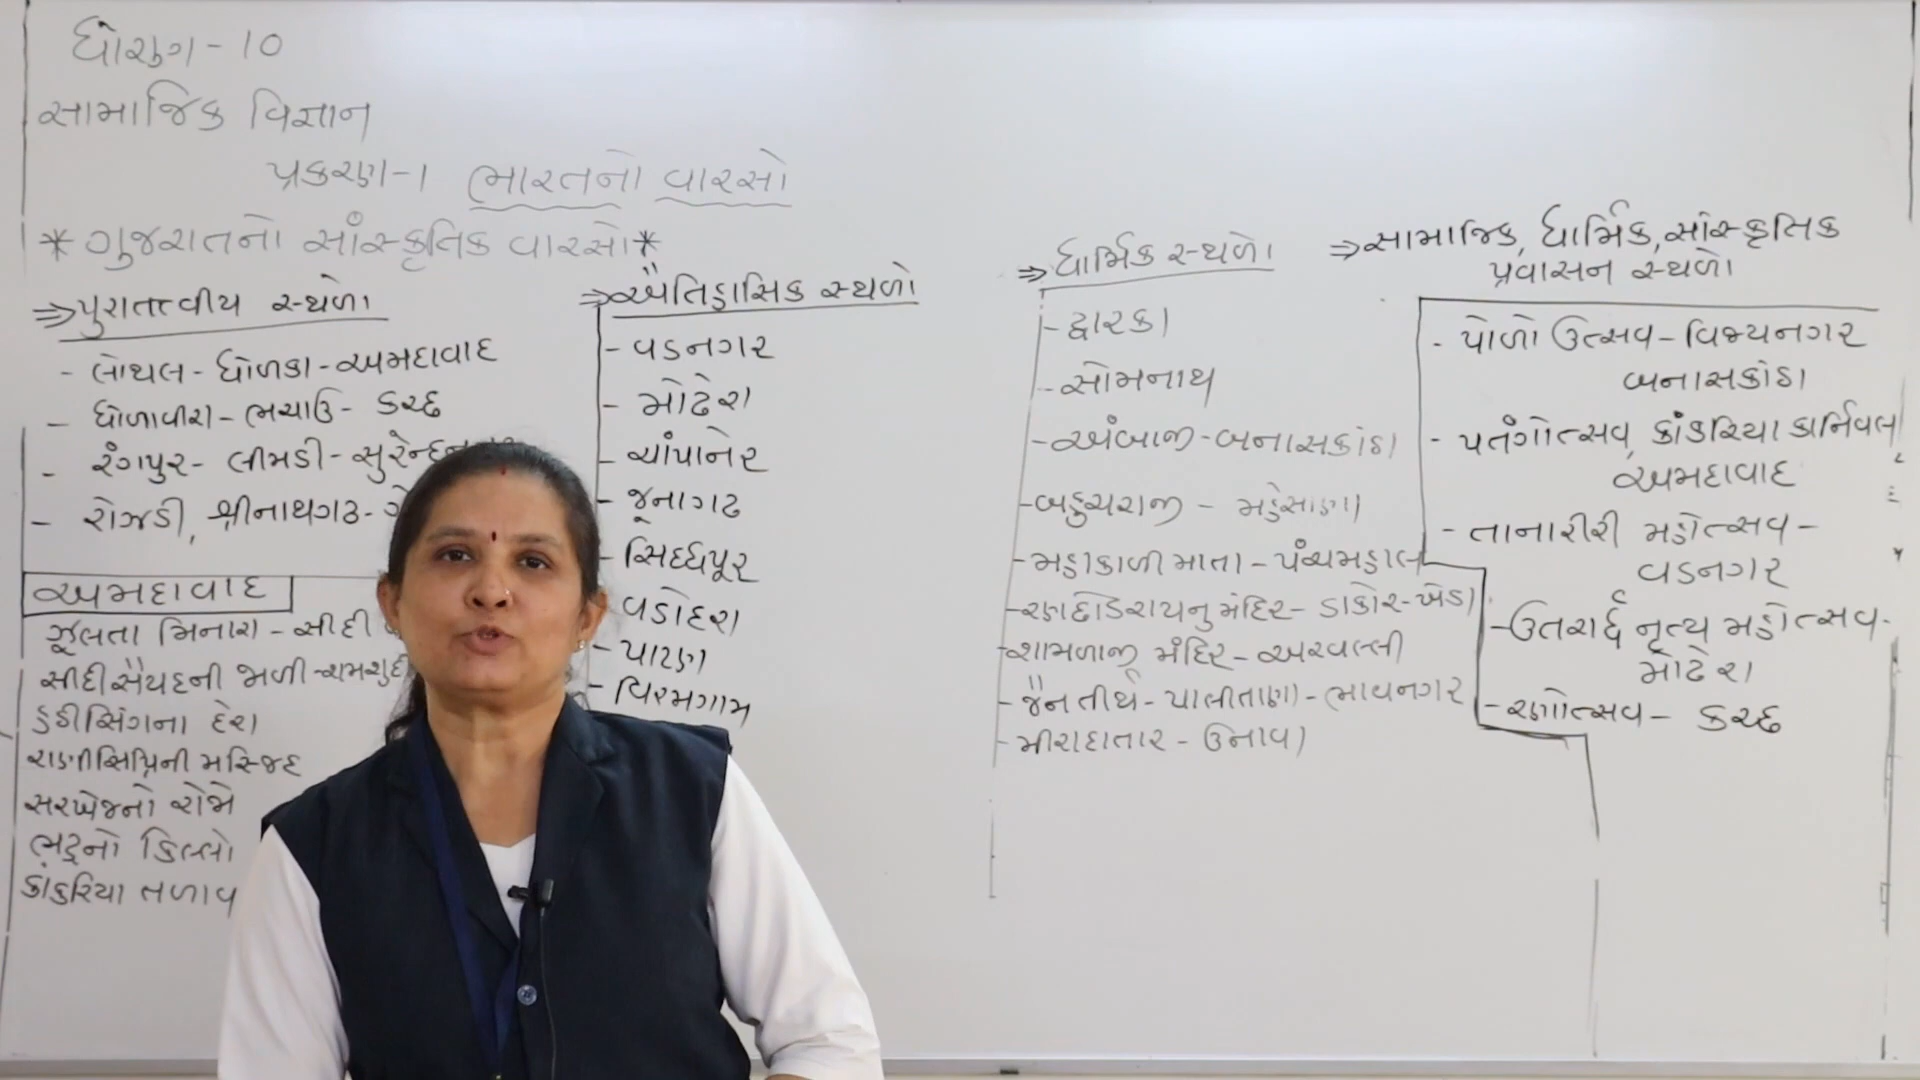 ધોરણ - 10
સામાજિક વિજ્ઞાન
પ્રકરણ-1 ભારતનો વારસો
* ગુજરાતનો સાંસ્કૃતિક વારસો *
⇒ પુરાતત્વીય સ્થળો
- લોથલ - ધોળકા - અમદાવાદ
- ધોળાવીરા - ભચાઉ - કચ્છ
- રંગપુર - લીમડી -
- રોઝડી, શ્રીનાથગઢ -
અમદાવાદ
ઝૂલતા મિનારા - સીદી
સીદીસૈયદની જાળી -
હઠીસિંગના દેરા
રાણીસિપ્રિની મસ્જિદ
સરખેજનો રોજો
ભદ્રનો કિલ્લો
કાંકરિયા તળાવ
⇒ ઐતિહાસિક સ્થળો
- વડનગર
- મોઢેરા
- ચાંપાનેર
- જૂનાગઢ
- સિદ્ધપૂર
વડોદરા
- પાટણ
- વિરમગામ
⇒ ધાર્મિક સ્થળો
- દ્વારકા
- સોમનાથ
- અંબાજી - બનાસકાંઠા
- બહુચરાજી - મહેસાણા
- મહાકાળી માતા - પંચમહાલ
- રણછોડરાયનુ મંદિર - ડાકોર - ખેડા
- શામળાજી મંદિર - અરવલ્લી
- જૈન તીર્થ - પાલીતાણા - ભાવનગર
- મીરાદાતાર - ઉનાવા
⇒ સામાજિક, ધાર્મિક, સાંસ્કૃતિક
પ્રવાસન સ્થળો
- પોળો ઉત્સવ - વિજયનગર
બનાસકાંઠા
- પતંગોત્સવ, કાંકરિયા કાર્નિવલ
અમદાવાદ
- તાનારીરી મહોત્સવ -
વડનગર
- ઉતરાર્દ્ધ નૃત્ય મહોત્સવ -
મોઢેરા
- રણોત્સવ - કચ્છ